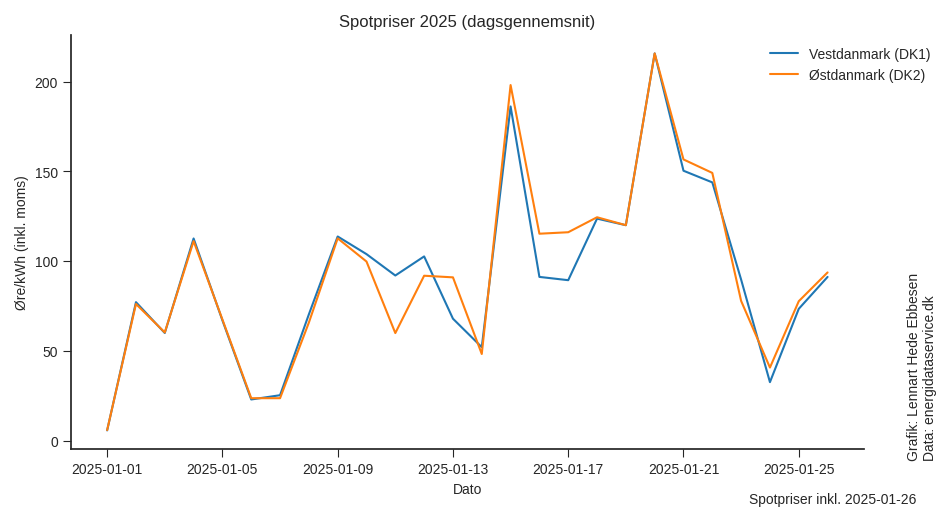 Spotpriser 2025 (dagsgennemsnit)
Vestdanmark (DK1)
Østdanmark (DK2)
Øre/kWh (inkl. moms)
200
150
100
50
0
2025-01-01
2025-01-05
2025-01-09
2025-01-13
2025-01-17
2025-01-21
2025-01-25
Dato
Grafik: Lennart Hede Ebbesen
Data: energidataservice.dk
Spotpriser inkl. 2025-01-26